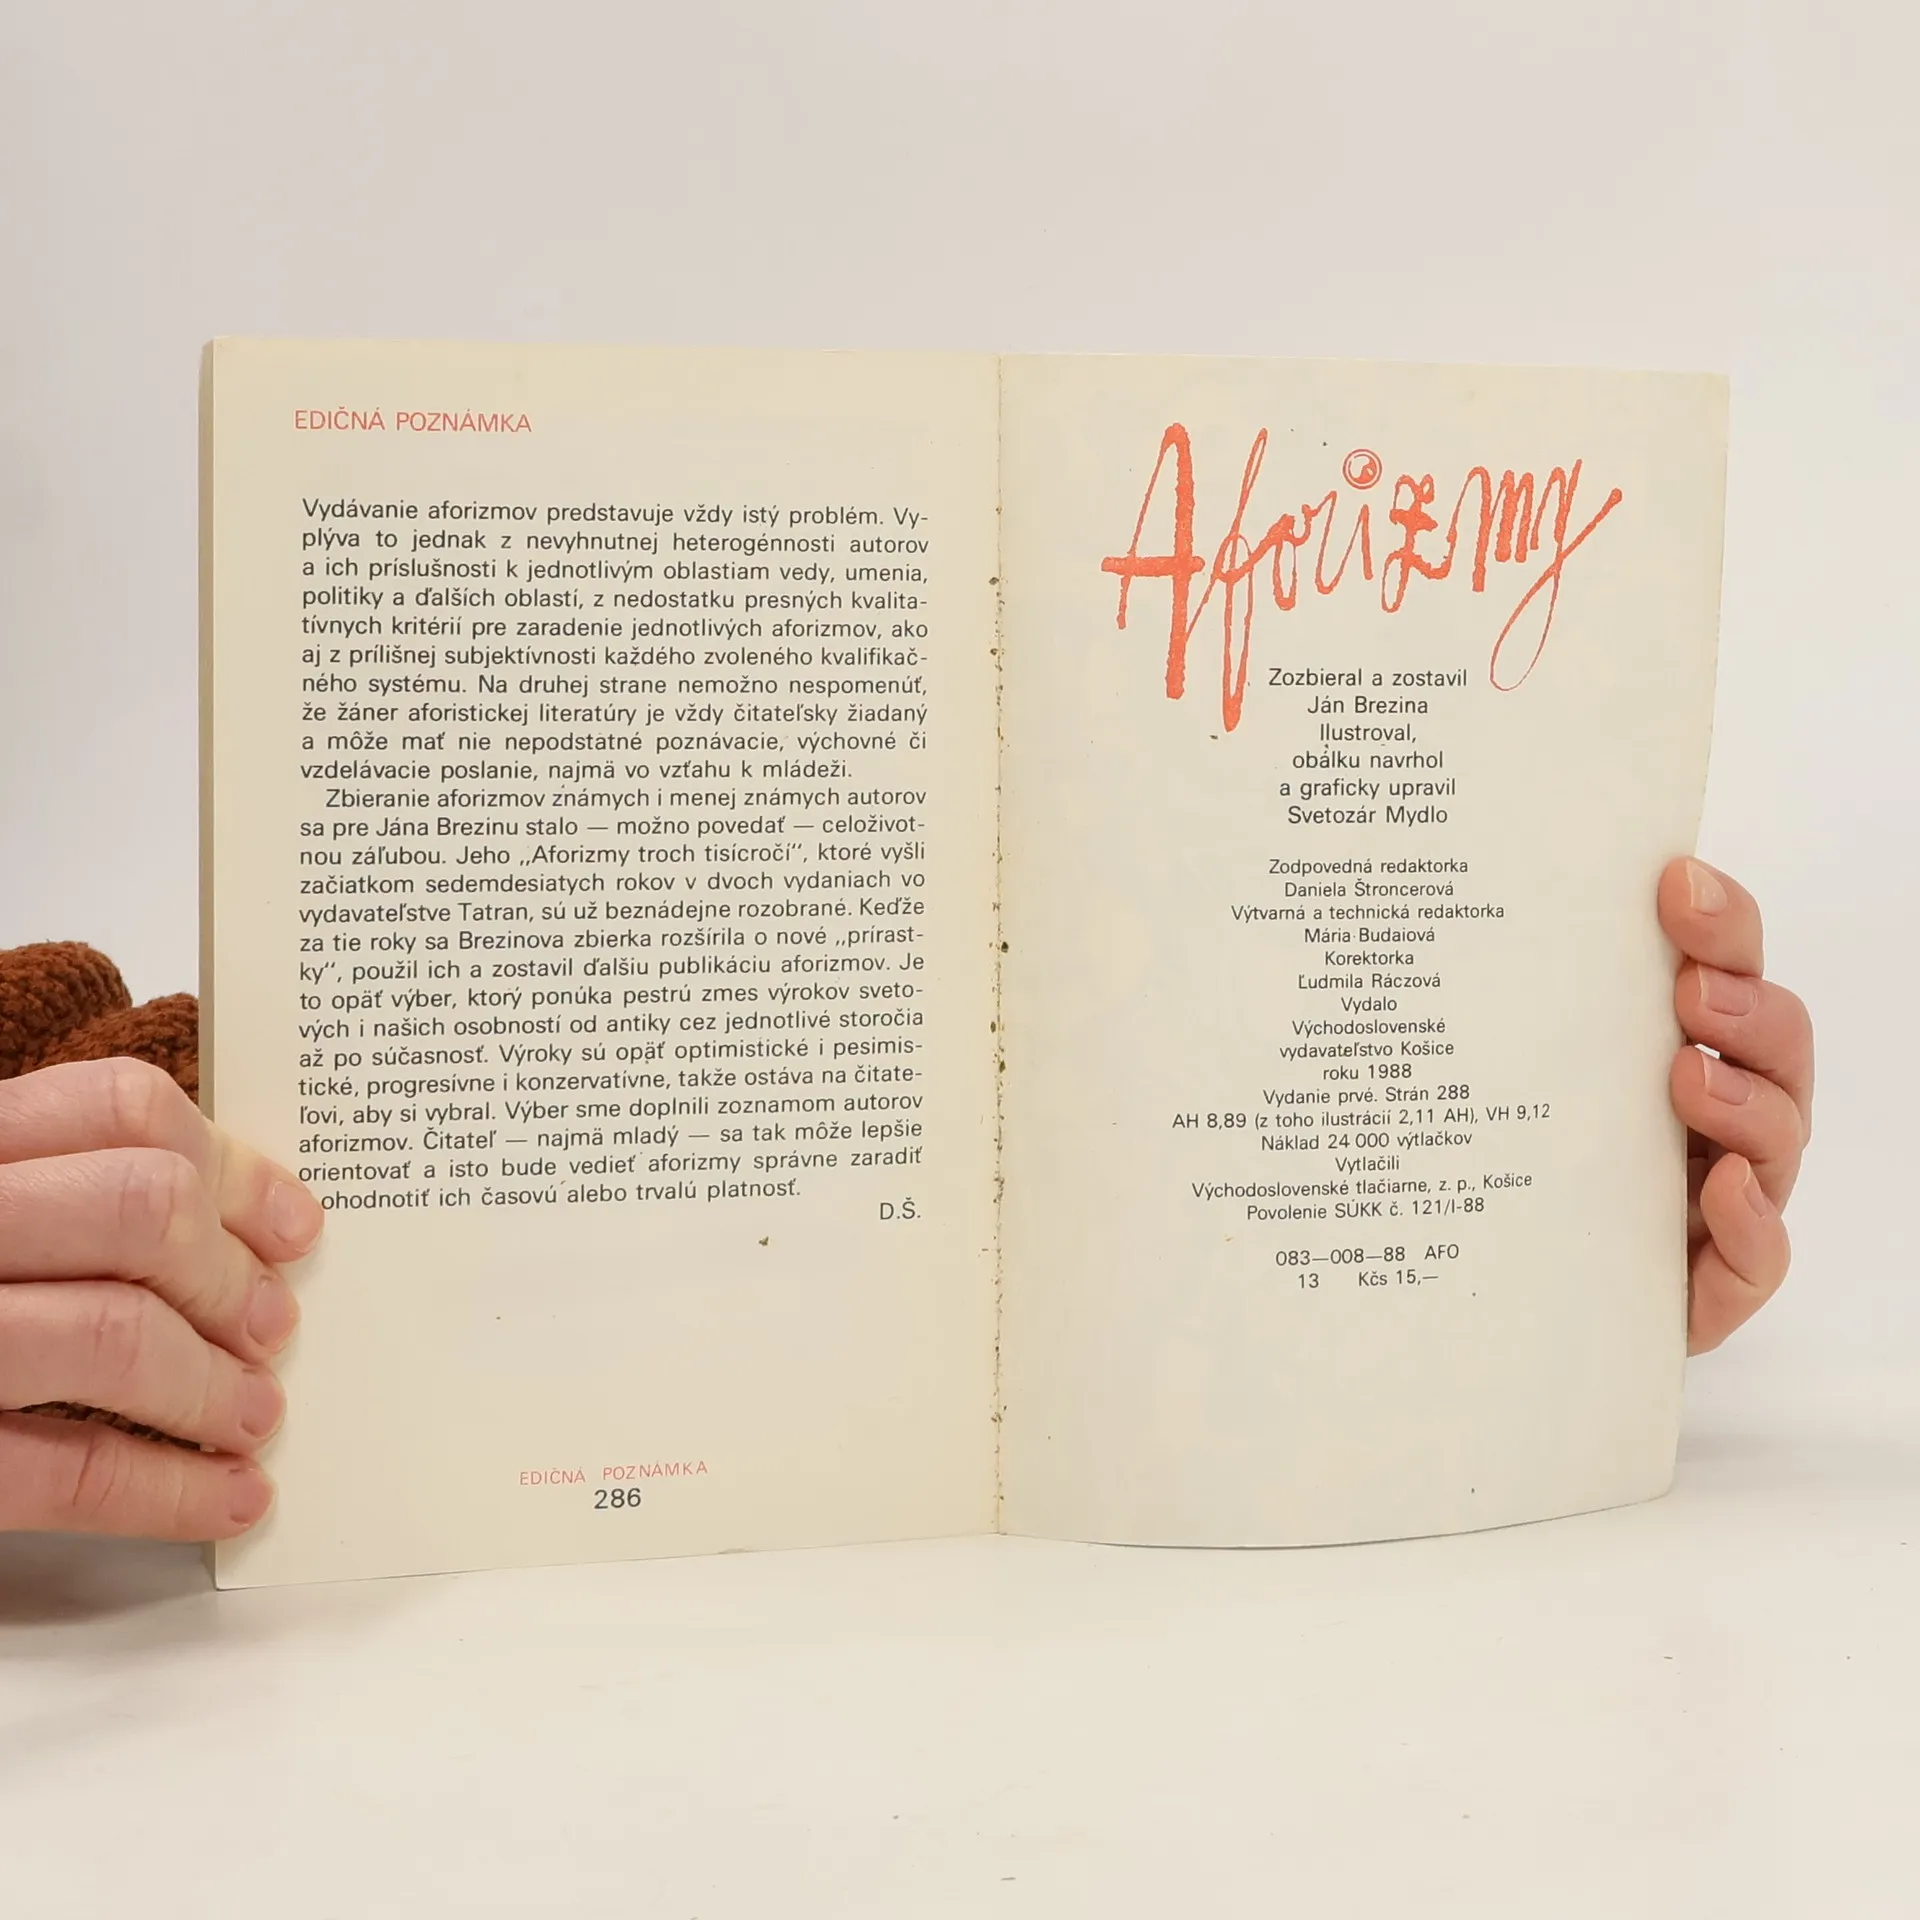 EDIČNÁ POZNÁMKA
Vydávanie aforizmov predstavuje vždy istý problém. Vy-
plýva to jednak z nevyhnutnej heterogénnosti autorov
a ich príslušnosti k jednotlivým oblastiam vedy, umenia,
politiky a ďalších oblastí, z nedostatku presných kvalita-
tívnych kritérií pre zaradenie jednotlivých aforizmov, ako
aj z prílišnej subjektívnosti každého zvoleného kvalifikač-
ného systému. Na druhej strane nemožno nespomenúť,
že žáner aforistickej literatúry je vždy čitateľsky žiadaný
a môže mať nie nepodstatné poznávacie, výchovné či
vzdelávacie poslanie, najmä vo vzťahu k mládeži.
Zbieranie aforizmov známych i menej známych autorov
sa pre Jána Brezinu stalo — možno povedať — celoživot-
nou záľubou. Jeho „Aforizmy troch tisícročí“, ktoré vyšli
začiatkom sedemdesiatych rokov v dvoch vydaniach vo
vydavateľstve Tatran, sú už beznádejne rozobrané. Keďže
za tie roky sa Brezinova zbierka rozšírila o nové „prírast-
ky“, použil ich a zostavil ďalšiu publikáciu aforizmov. Je
to opäť výber, ktorý ponúka pestrú zmes výrokov sveto-
vých i našich osobností od antiky cez jednotlivé storočia
až po súčasnosť. Výroky sú opäť optimistické i pesimis-
tické, progresívne i konzervatívne, takže ostáva na čitate-
ľovi, aby si vybral. Výber sme doplnili zoznamom autorov
aforizmov. Čitateľ — najmä mladý — sa tak môže lepšie
orientovať a isto bude vedieť aforizmy správne zaradiť
ohodnotiť ich časovú alebo trvalú platnosť.
D.Š.
EDIČNÁ POZNÁMKA
286
Aforizmy
Zozbieral a zostavil
Ján Brezina
Ilustroval,
obálku navrhol
a graficky upravil
Svetozár Mydlo
Zodpovedná redaktorka
Daniela Štroncerová
Výtvarná a technická redaktorka
Mária Budaiová
Korektorka
Ľudmila Ráczová
Vydalo
Východoslovenské
vydavateľstvo Košice
roku 1988
Vydanie prvé. Strán 288
AH 8,89 (z toho ilustrácií 2,11 AH), VH 9,12
Náklad 24 000 výtlačkov
Vytlačili
Východoslovenské tlačiarne, z. p., Košice
Povolenie SÚKK č. 121/I-88
083—008—88 AFO
13 Kčs 15,—